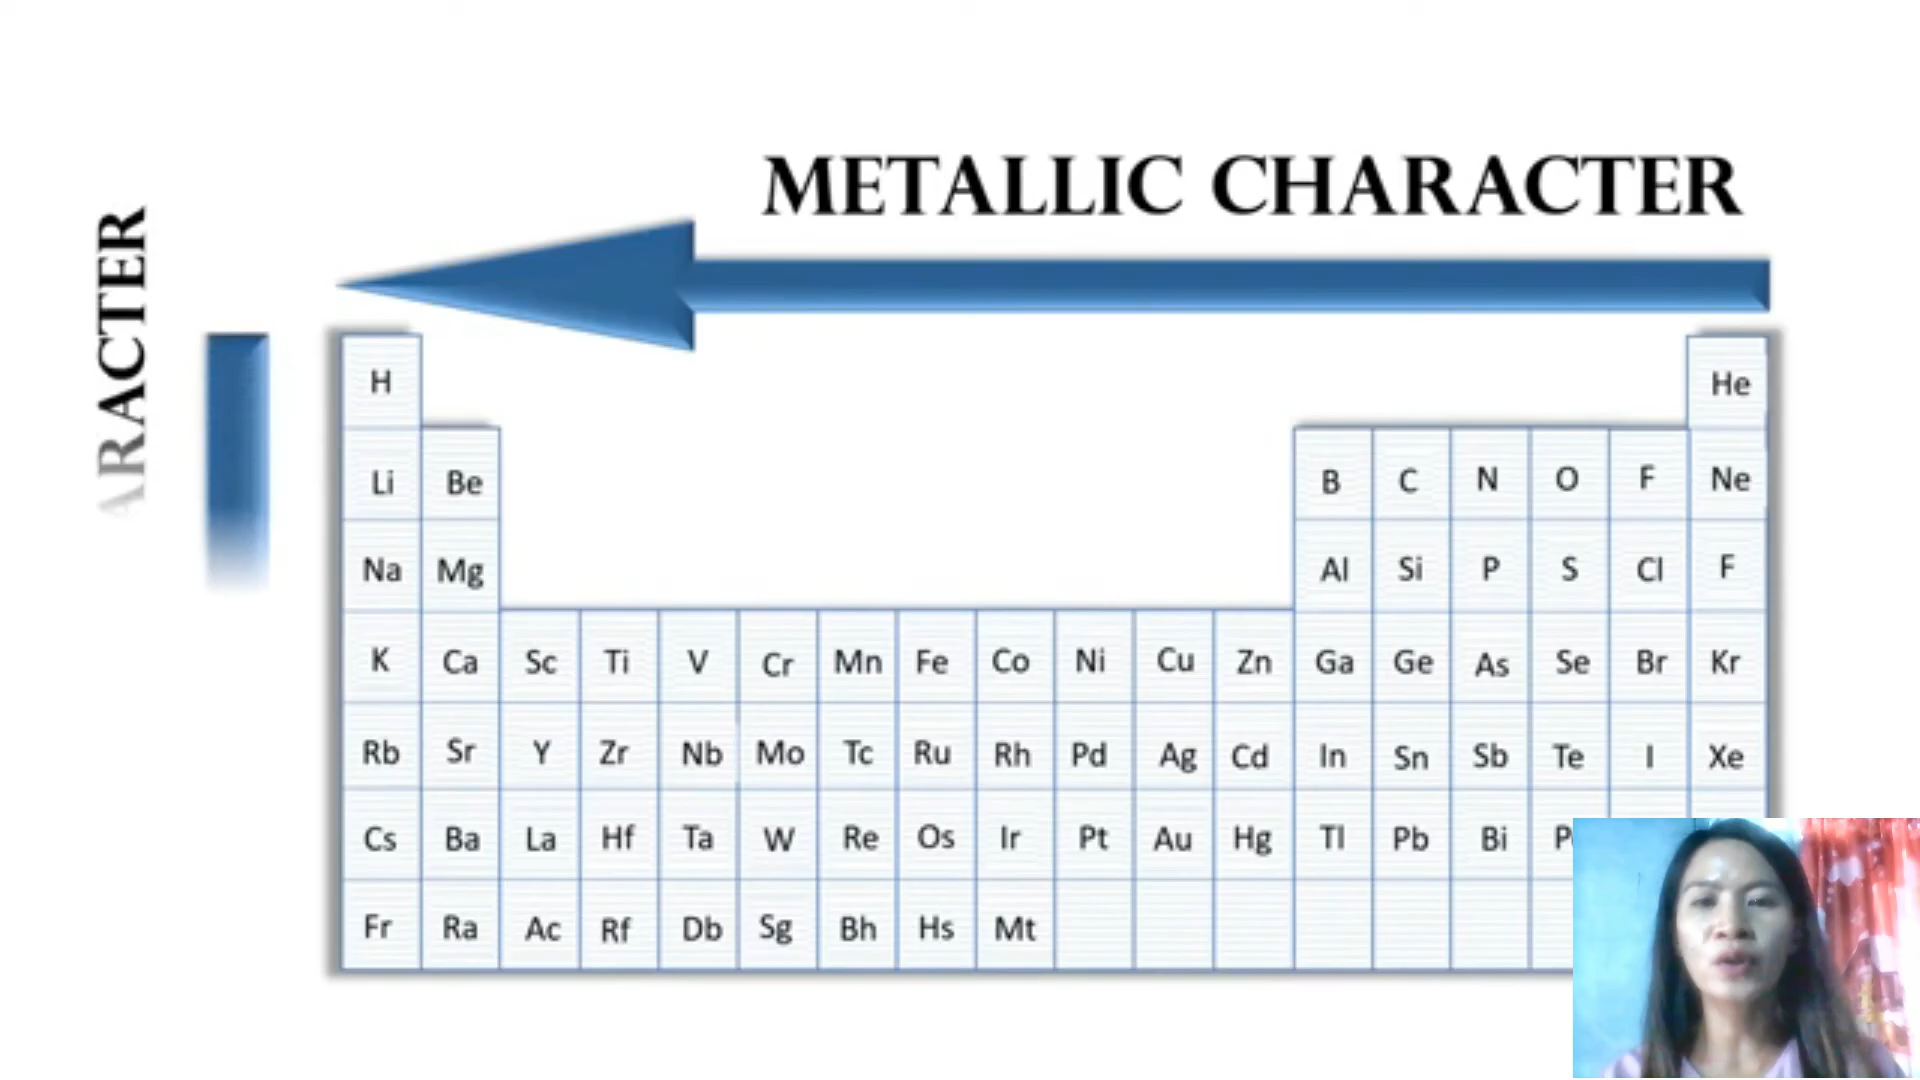 METALLIC CHARACTER
ARACTER
H He
Li Be B C N O F Ne
Na Mg Al Si P S Cl F
K Ca Sc Ti V Cr Mn Fe Co Ni Cu Zn Ga Ge As Se Br Kr
Rb Sr Y Zr Nb Mo Tc Ru Rh Pd Ag Cd In Sn Sb Te I Xe
Cs Ba La Hf Ta W Re Os Ir Pt Au Hg Tl Pb Bi
Fr Ra Ac Rf Db Sg Bh Hs Mt